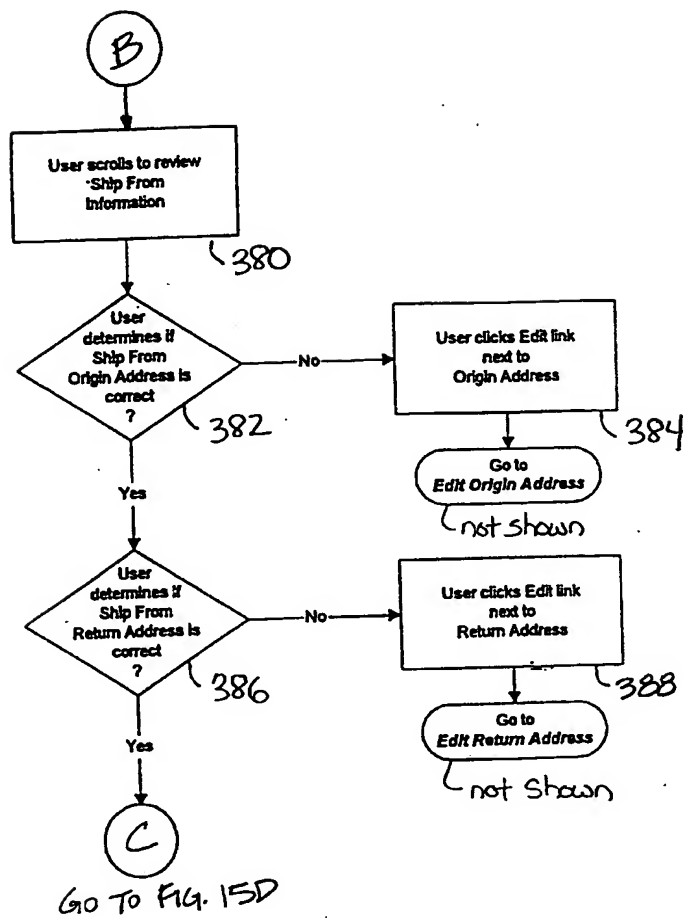 B
User scrolls to review
Ship From
Information
380
User
determines if
Ship From
Origin Address is
correct
?
382
No
User clicks Edit link
next to
Origin Address
384
Go to
Edit Origin Address
not shown
Yes
User
determines if
Ship From
Return Address is
correct
?
386
No
User clicks Edit link
next to
Return Address
388
Go to
Edit Return Address
not shown
Yes
C
GO TO FIG. 15D